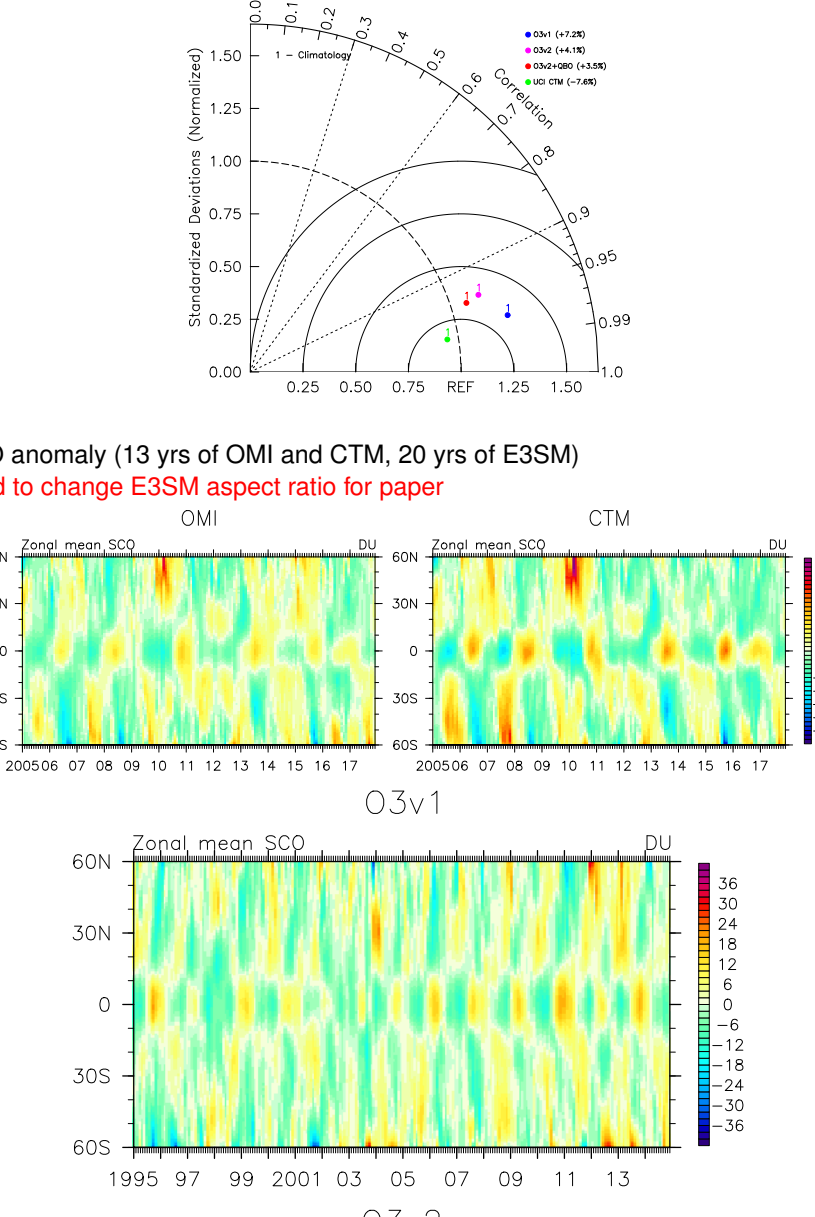 0.0 0.1 0.2 0.3 0.4 0.5 0.6 0.7 0.8 0.9 0.95 0.99 1.0
Correlation
1 - Climatology
O3v1 (+7.2%)
O3v2 (+4.1%)
O3v2+QBO (+3.5%)
UCI CTM (-7.6%)
Standardized Deviations (Normalized)
1.50
1.25
1.00
0.75
0.50
0.25
0.00
1 1 1 1
0.25 0.50 0.75 REF 1.25 1.50
anomaly (13 yrs of OMI and CTM, 20 yrs of E3SM)
to change E3SM aspect ratio for paper
OMI CTM
Zonal mean SCO DU Zonal mean SCO DU
N 60N
N 30N
0 0
S 30S
S 60S
2005 06 07 08 09 10 11 12 13 14 15 16 17 2005 06 07 08 09 10 11 12 13 14 15 16 17
O3v1
Zonal mean SCO DU
60N
30N
0
30S
60S
1995 97 99 2001 03 05 07 09 11 13
36
30
24
18
12
6
0
-6
-12
-18
-24
-30
-36